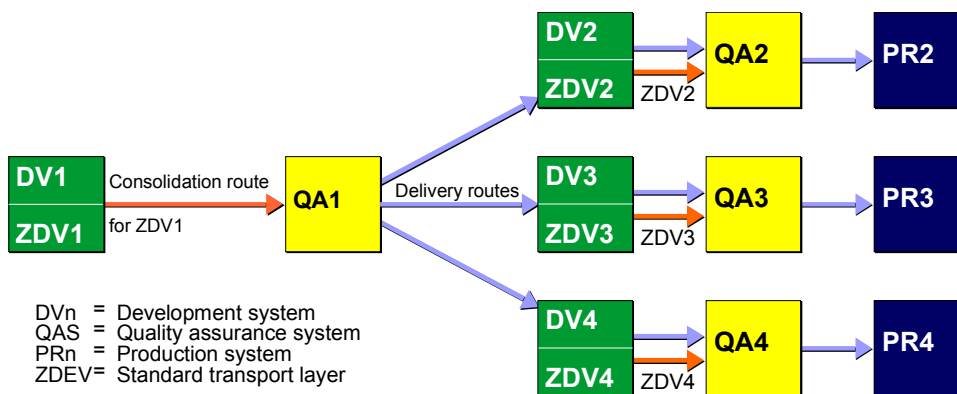 DV2
ZDV2
ZDV2
QA2
PR2
DV1
ZDV1
Consolidation route
for ZDV1
QA1
Delivery routes
DV3
ZDV3
ZDV3
QA3
PR3
DV4
ZDV4
ZDV4
QA4
PR4
DVn = Development system
QAS = Quality assurance system
PRn = Production system
ZDEV= Standard transport layer